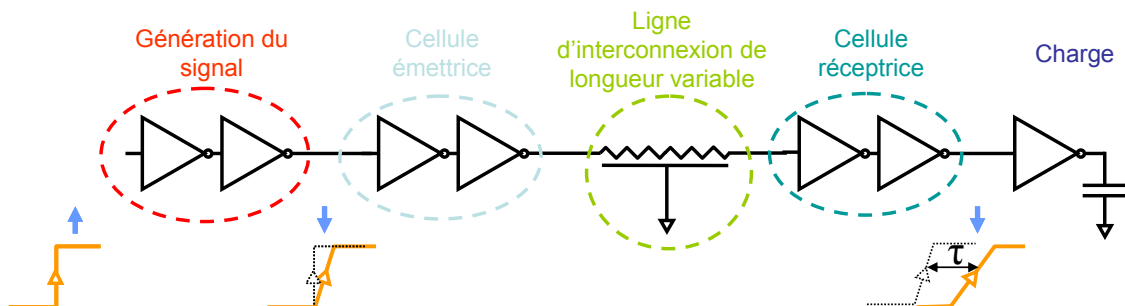 Génération du
signal
Cellule
émettrice
Ligne
d'interconnexion de
longueur variable
Cellule
réceptrice
Charge
τ